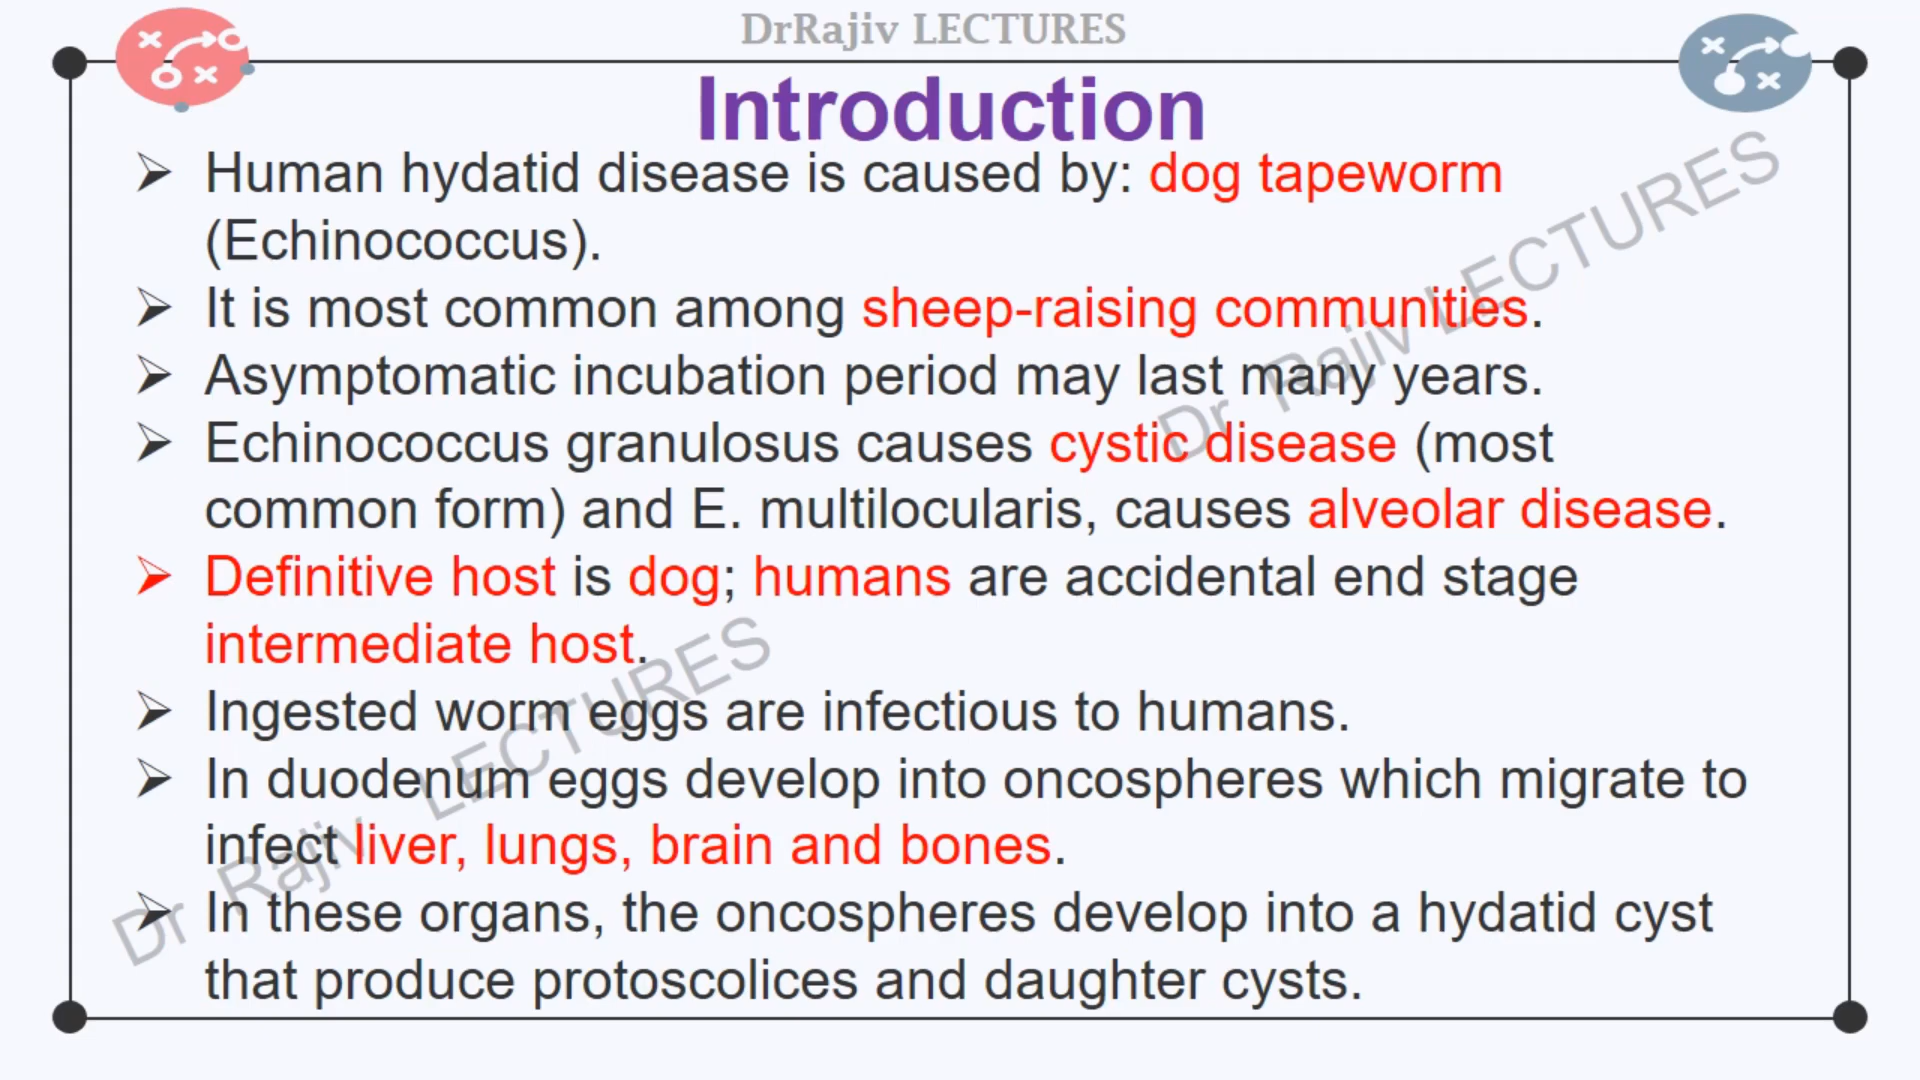 DrRajiv LECTURES
Introduction
Human hydatid disease is caused by: dog tapeworm
(Echinococcus).
It is most common among sheep-raising communities.
Asymptomatic incubation period may last many years.
Echinococcus granulosus causes cystic disease (most
common form) and E. multilocularis, causes alveolar disease.
Definitive host is dog; humans are accidental end stage
intermediate host.
Ingested worm eggs are infectious to humans.
In duodenum eggs develop into oncospheres which migrate to
infect liver, lungs, brain and bones.
In these organs, the oncospheres develop into a hydatid cyst
that produce protoscolices and daughter cysts.
Dr Rajiv LECTURES
Dr Rajiv LECTURES